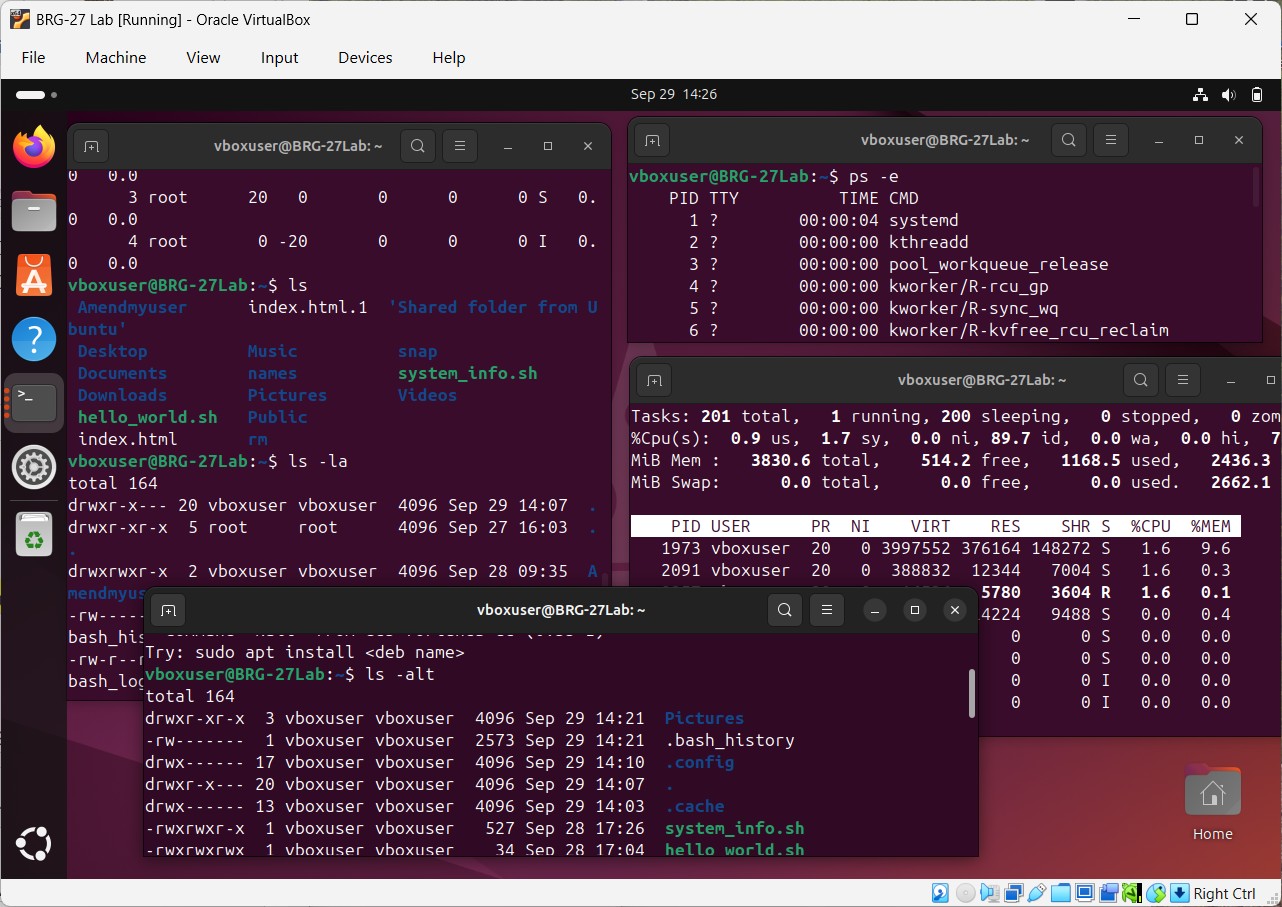 BRG-27 Lab [Running] - Oracle VirtualBox
File Machine View Input Devices Help
Sep 29 14:26
vboxuser@BRG-27Lab: ~
0 0.0
3 root 20 0 0 0 0 S 0.
0 0.0
4 root 0 -20 0 0 0 I 0.
0 0.0
vboxuser@BRG-27Lab:~$ ls
Amendmyuser index.html.1 'Shared folder from U
buntu'
Desktop Music snap
Documents names system_info.sh
Downloads Pictures Videos
hello_world.sh Public
index.html rm
vboxuser@BRG-27Lab:~$ ls -la
total 164
drwxr-x--- 20 vboxuser vboxuser 4096 Sep 29 14:07 .
drwxr-xr-x 5 root root 4096 Sep 27 16:03 .
.
drwxrwxr-x 2 vboxuser vboxuser 4096 Sep 28 09:35 A
mendmyus
-rw-----
bash_his
-rw-r--r
bash_log
vboxuser@BRG-27Lab: ~
vboxuser@BRG-27Lab:~$ ps -e
PID TTY TIME CMD
1 ? 00:00:04 systemd
2 ? 00:00:00 kthreadd
3 ? 00:00:00 pool_workqueue_release
4 ? 00:00:00 kworker/R-rcu_gp
5 ? 00:00:00 kworker/R-sync_wq
6 ? 00:00:00 kworker/R-kvfree_rcu_reclaim
vboxuser@BRG-27Lab: ~
Tasks: 201 total, 1 running, 200 sleeping, 0 stopped, 0 zom
%Cpu(s): 0.9 us, 1.7 sy, 0.0 ni, 89.7 id, 0.0 wa, 0.0 hi, 7
MiB Mem : 3830.6 total, 514.2 free, 1168.5 used, 2436.3
MiB Swap: 0.0 total, 0.0 free, 0.0 used. 2662.1
PID USER PR NI VIRT RES SHR S %CPU %MEM
1973 vboxuser 20 0 3997552 376164 148272 S 1.6 9.6
2091 vboxuser 20 0 388832 12344 7004 S 1.6 0.3
5780 3604 R 1.6 0.1
14224 9488 S 0.0 0.4
0 0 S 0.0 0.0
0 0 S 0.0 0.0
0 0 I 0.0 0.0
0 0 I 0.0 0.0
vboxuser@BRG-27Lab: ~
Try: sudo apt install <deb name>
vboxuser@BRG-27Lab:~$ ls -alt
total 164
drwxr-xr-x 3 vboxuser vboxuser 4096 Sep 29 14:21 Pictures
-rw------- 1 vboxuser vboxuser 2573 Sep 29 14:21 .bash_history
drwx------ 17 vboxuser vboxuser 4096 Sep 29 14:10 .config
drwxr-x--- 20 vboxuser vboxuser 4096 Sep 29 14:07 .
drwx------ 13 vboxuser vboxuser 4096 Sep 29 14:03 .cache
-rwxrwxr-x 1 vboxuser vboxuser 527 Sep 28 17:26 system_info.sh
-rwxrwxrwx 1 vboxuser vboxuser 34 Sep 28 17:04 hello_world.sh
Home
Right Ctrl